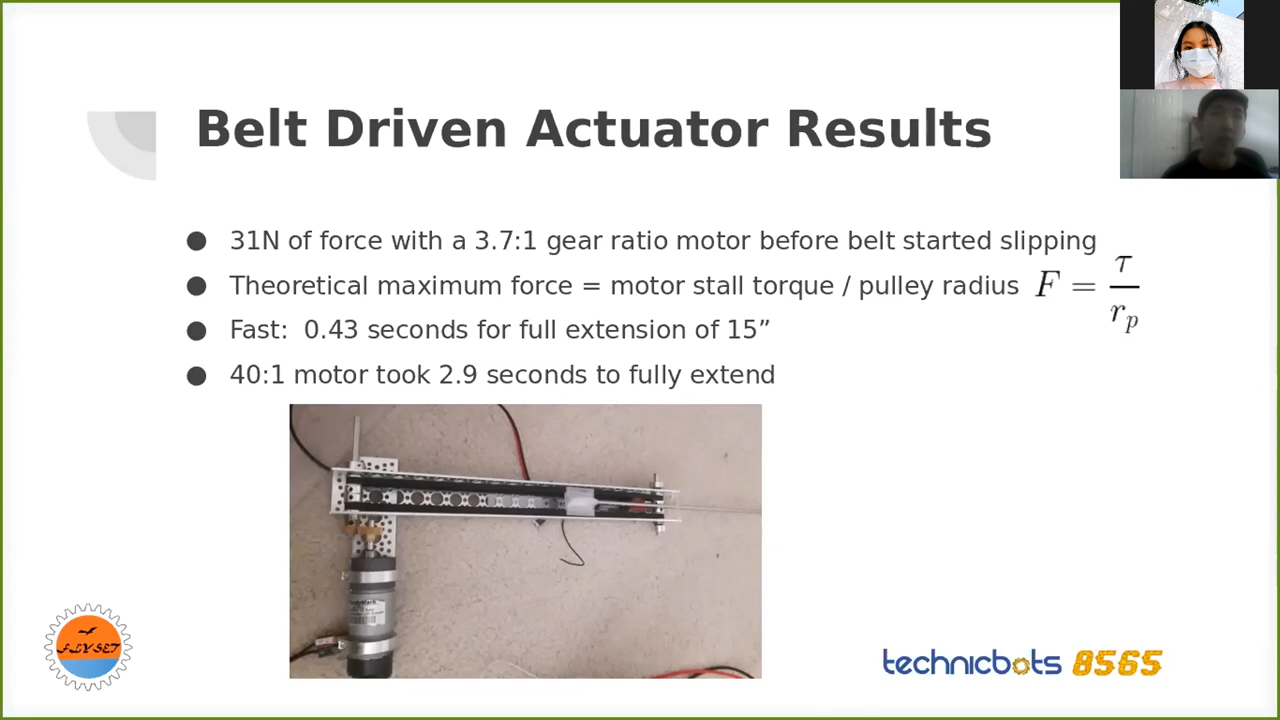 Belt Driven Actuator Results
● 31N of force with a 3.7:1 gear ratio motor before belt started slipping
● Theoretical maximum force = motor stall torque / pulley radius F = τ / r_p
● Fast:  0.43 seconds for full extension of 15”
● 40:1 motor took 2.9 seconds to fully extend
FLYSET
technicbots 8565